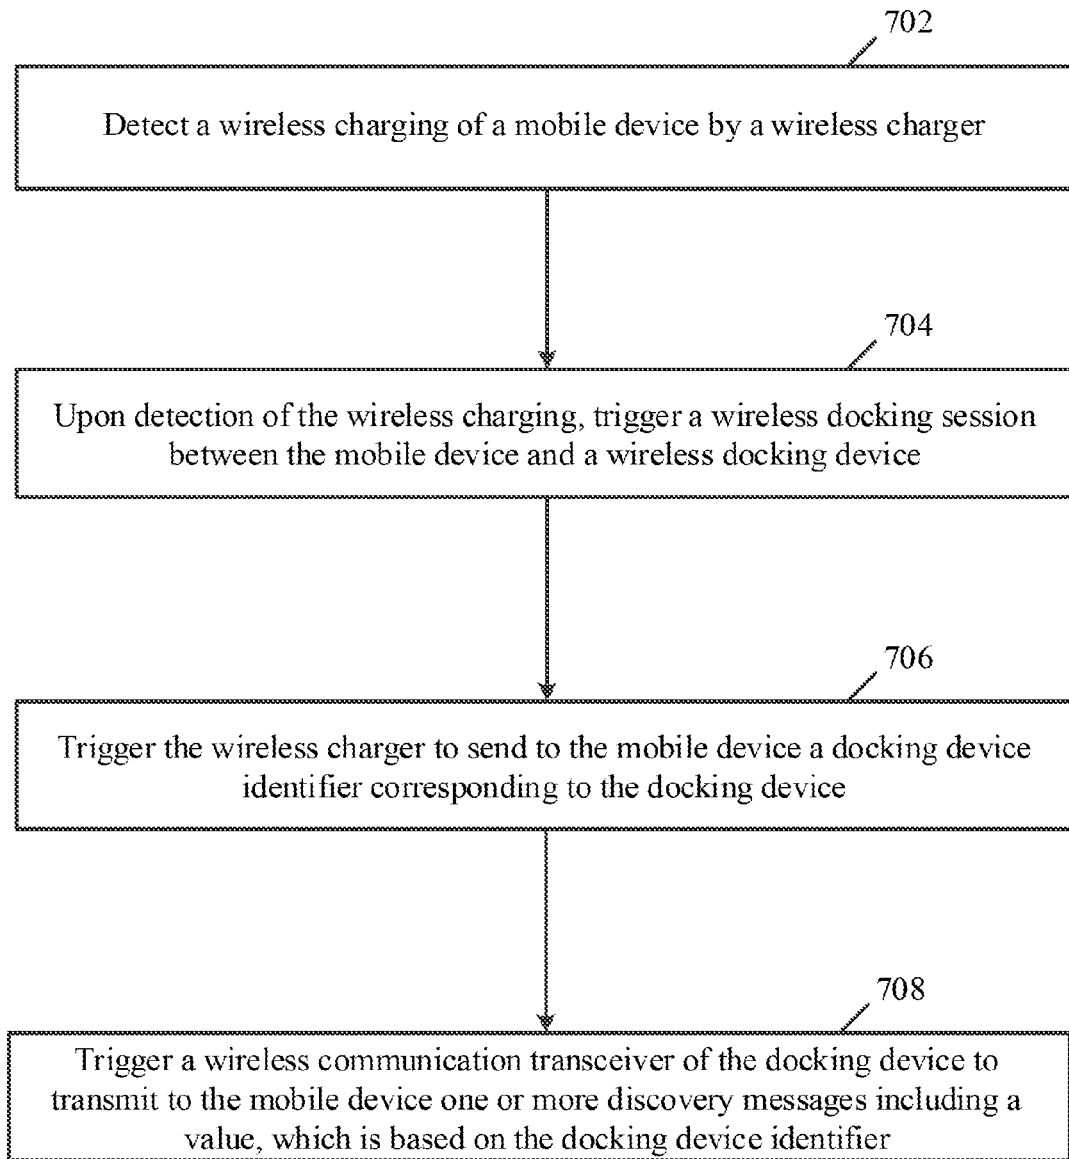 702
Detect a wireless charging of a mobile device by a wireless charger
704
Upon detection of the wireless charging, trigger a wireless docking session
between the mobile device and a wireless docking device
706
Trigger the wireless charger to send to the mobile device a docking device
identifier corresponding to the docking device
708
Trigger a wireless communication transceiver of the docking device to
transmit to the mobile device one or more discovery messages including a
value, which is based on the docking device identifier